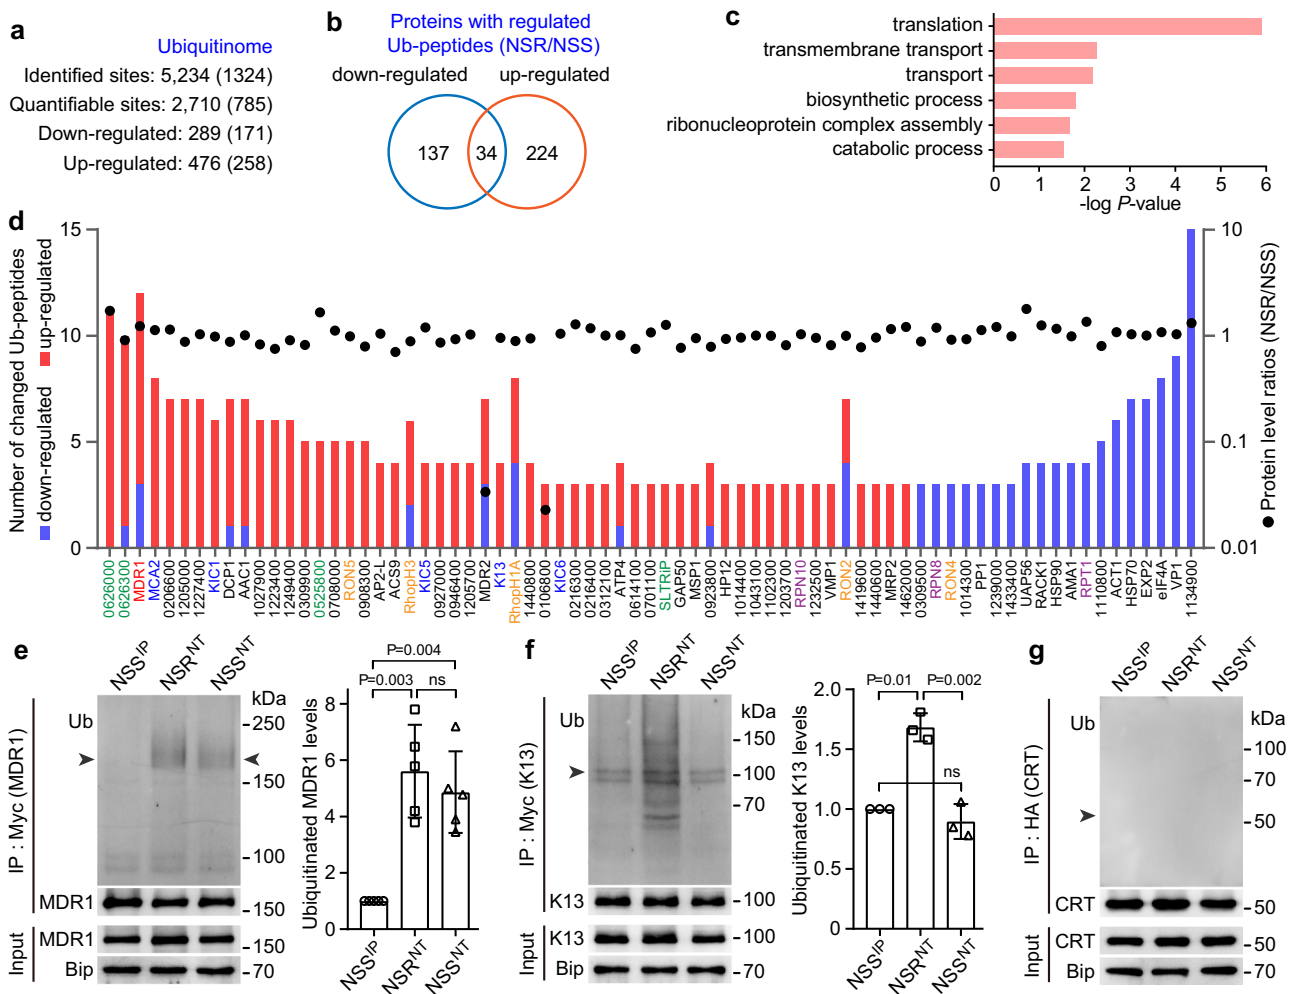 a
Ubiquitinome
Identified sites: 5,234 (1324)
Quantifiable sites: 2,710 (785)
Down-regulated: 289 (171)
Up-regulated: 476 (258)
b
Proteins with regulated
Ub-peptides (NSR/NSS)
down-regulated
up-regulated
137
34
224
c
translation
transmembrane transport
transport
biosynthetic process
ribonucleoprotein complex assembly
catabolic process
0 1 2 3 4 5 6
-log P-value
d
Number of changed Ub-peptides
down-regulated
up-regulated
15
10
5
0
10
1
0.1
0.01
Protein level ratios (NSR/NSS)
0626000
0626300
MDR1
MCA2
0206600
1205000
1227400
KIC1
DCP1
AAC1
1027900
1223400
1249400
0309900
0525800
0708000
RON5
0908300
AP2-L
ACS9
RhopH3
KIC5
0927000
0946400
1205700
MDR2
K13
RhopH1A
1440800
0106800
KIC6
0216300
0216400
0312100
ATP4
0614100
0701100
SLTRiP
GAP50
MSP1
0923800
HP12
1014400
1043100
1102300
1203700
RPN10
1232500
VMP1
RON2
1419600
1433600
MRP2
1462000
0309500
RPN8
RON4
1014300
PP1
1239000
1433400
UAP56
RACK1
HSP90
AMA1
RPT1
1110800
ACT1
HSP70
EXP2
eIF4A
VP1
1134900
e
NSS^IP
NSR^NT
NSS^NT
IP : Myc (MDR1)
Ub
kDa
250
150
100
MDR1
150
Input
MDR1
150
Bip
70
Ubiquitinated MDR1 levels
P=0.004
P=0.003
ns
8
6
4
2
0
NSS^IP
NSR^NT
NSS^NT
f
NSS^IP
NSR^NT
NSS^NT
IP : Myc (K13)
Ub
kDa
150
100
70
K13
100
Input
K13
100
Bip
70
Ubiquitinated K13 levels
P=0.01
P=0.002
ns
2.0
1.5
1.0
0.5
0
NSS^IP
NSR^NT
NSS^NT
g
NSS^IP
NSR^NT
NSS^NT
IP : HA (CRT)
Ub
kDa
100
70
50
CRT
50
Input
CRT
50
Bip
70